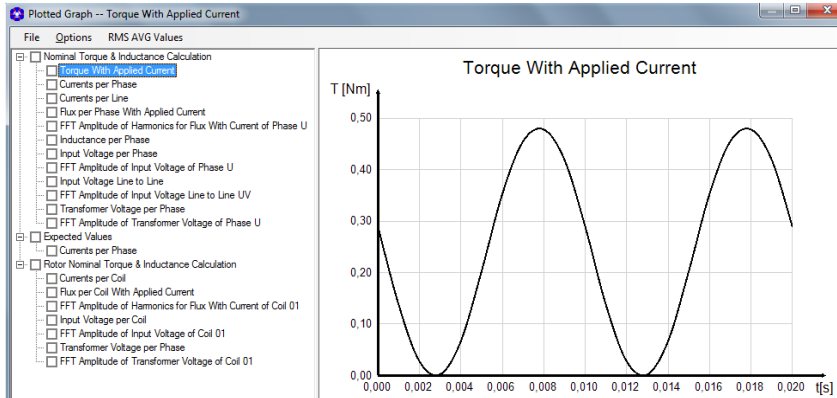 Plotted Graph -- Torque With Applied Current
File Options RMS AVG Values
Nominal Torque & Inductance Calculation
Torque With Applied Current
Currents per Phase
Currents per Line
Flux per Phase With Applied Current
FFT Amplitude of Harmonics for Flux With Current of Phase U
Inductance per Phase
Input Voltage per Phase
FFT Amplitude of Input Voltage of Phase U
Input Voltage Line to Line
FFT Amplitude of Input Voltage Line to Line UV
Transformer Voltage per Phase
FFT Amplitude of Transformer Voltage of Phase U
Expected Values
Currents per Phase
Rotor Nominal Torque & Inductance Calculation
Currents per Coil
Flux per Coil With Applied Current
FFT Amplitude of Harmonics for Flux With Current of Coil 01
Input Voltage per Coil
FFT Amplitude of Input Voltage of Coil 01
Transformer Voltage per Phase
FFT Amplitude of Transformer Voltage of Coil 01
Torque With Applied Current
T [Nm]
0,50
0,40
0,30
0,20
0,10
0,00
0,000 0,002 0,004 0,006 0,008 0,010 0,012 0,014 0,016 0,018 0,020 t[s]